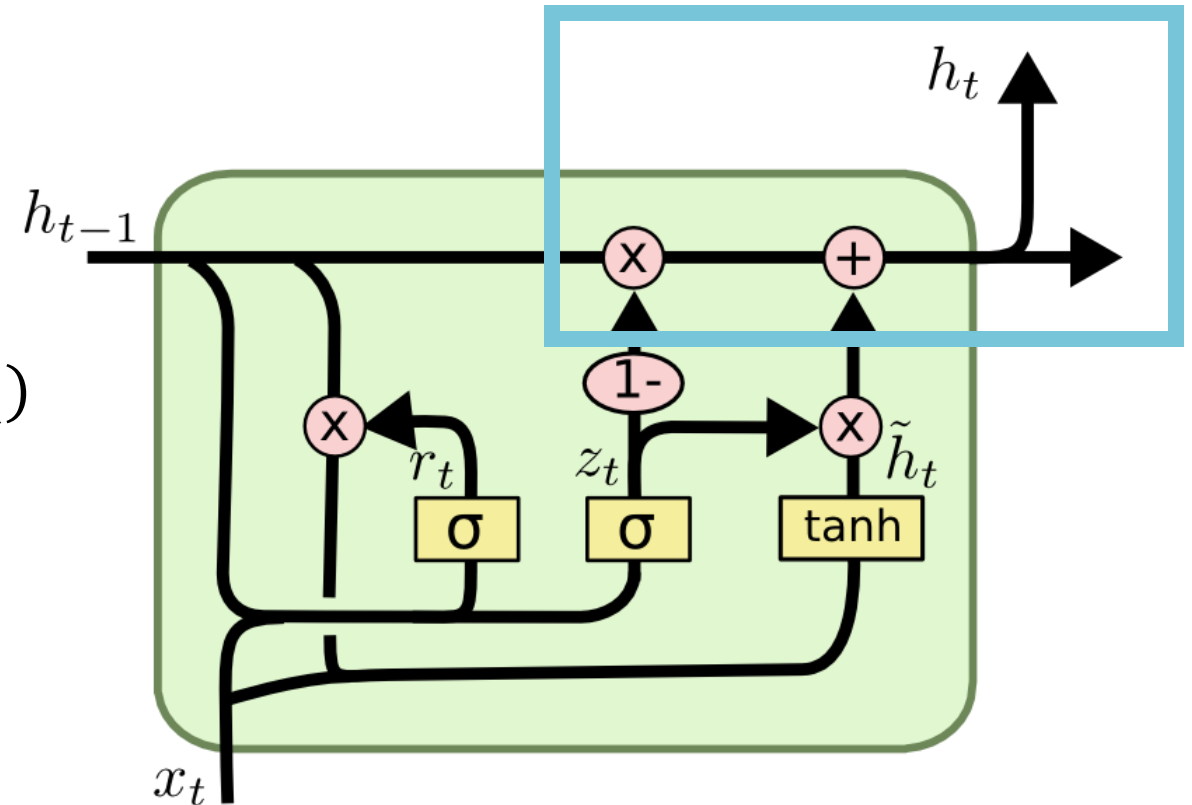 h_t
h_{t-1}
x
+
)
1-
x
x
r_t
z_t
h̃_t
σ
σ
tanh
x_t